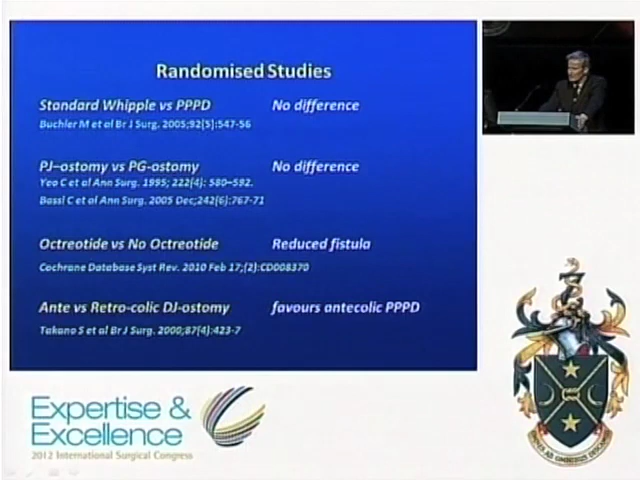 Randomised Studies
Standard Whipple vs PPPD No difference
Buchler M et al Br J Surg. 2005;92(5):547-56
PJ–ostomy vs PG-ostomy No difference
Yeo C et al Ann Surg. 1995; 222(4): 580–592.
Bassi C et al Ann Surg. 2005 Dec;242(6):767-71
Octreotide vs No Octreotide Reduced fistula
Cochrane Database Syst Rev. 2010 Feb 17;(2):CD008370
Ante vs Retro-colic DJ-ostomy favours antecolic PPPD
Takano S et al Br J Surg. 2000;87(4):423-7
Expertise &
Excellence
2012 International Surgical Congress